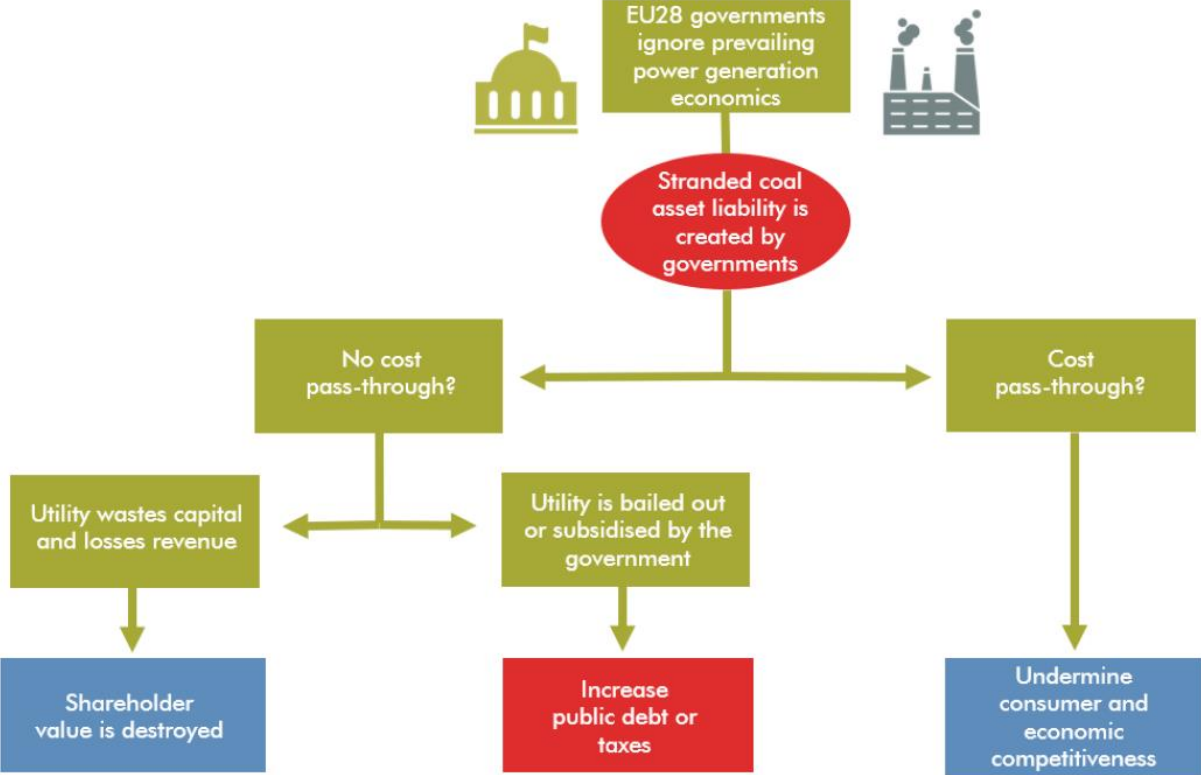 EU28 governments
ignore prevailing
power generation
economics
Stranded coal
asset liability is
created by
governments
No cost
pass-through?
Cost
pass-through?
Utility wastes capital
and losses revenue
Utility is bailed out
or subsidised by the
government
Shareholder
value is destroyed
Increase
public debt or
taxes
Undermine
consumer and
economic
competitiveness